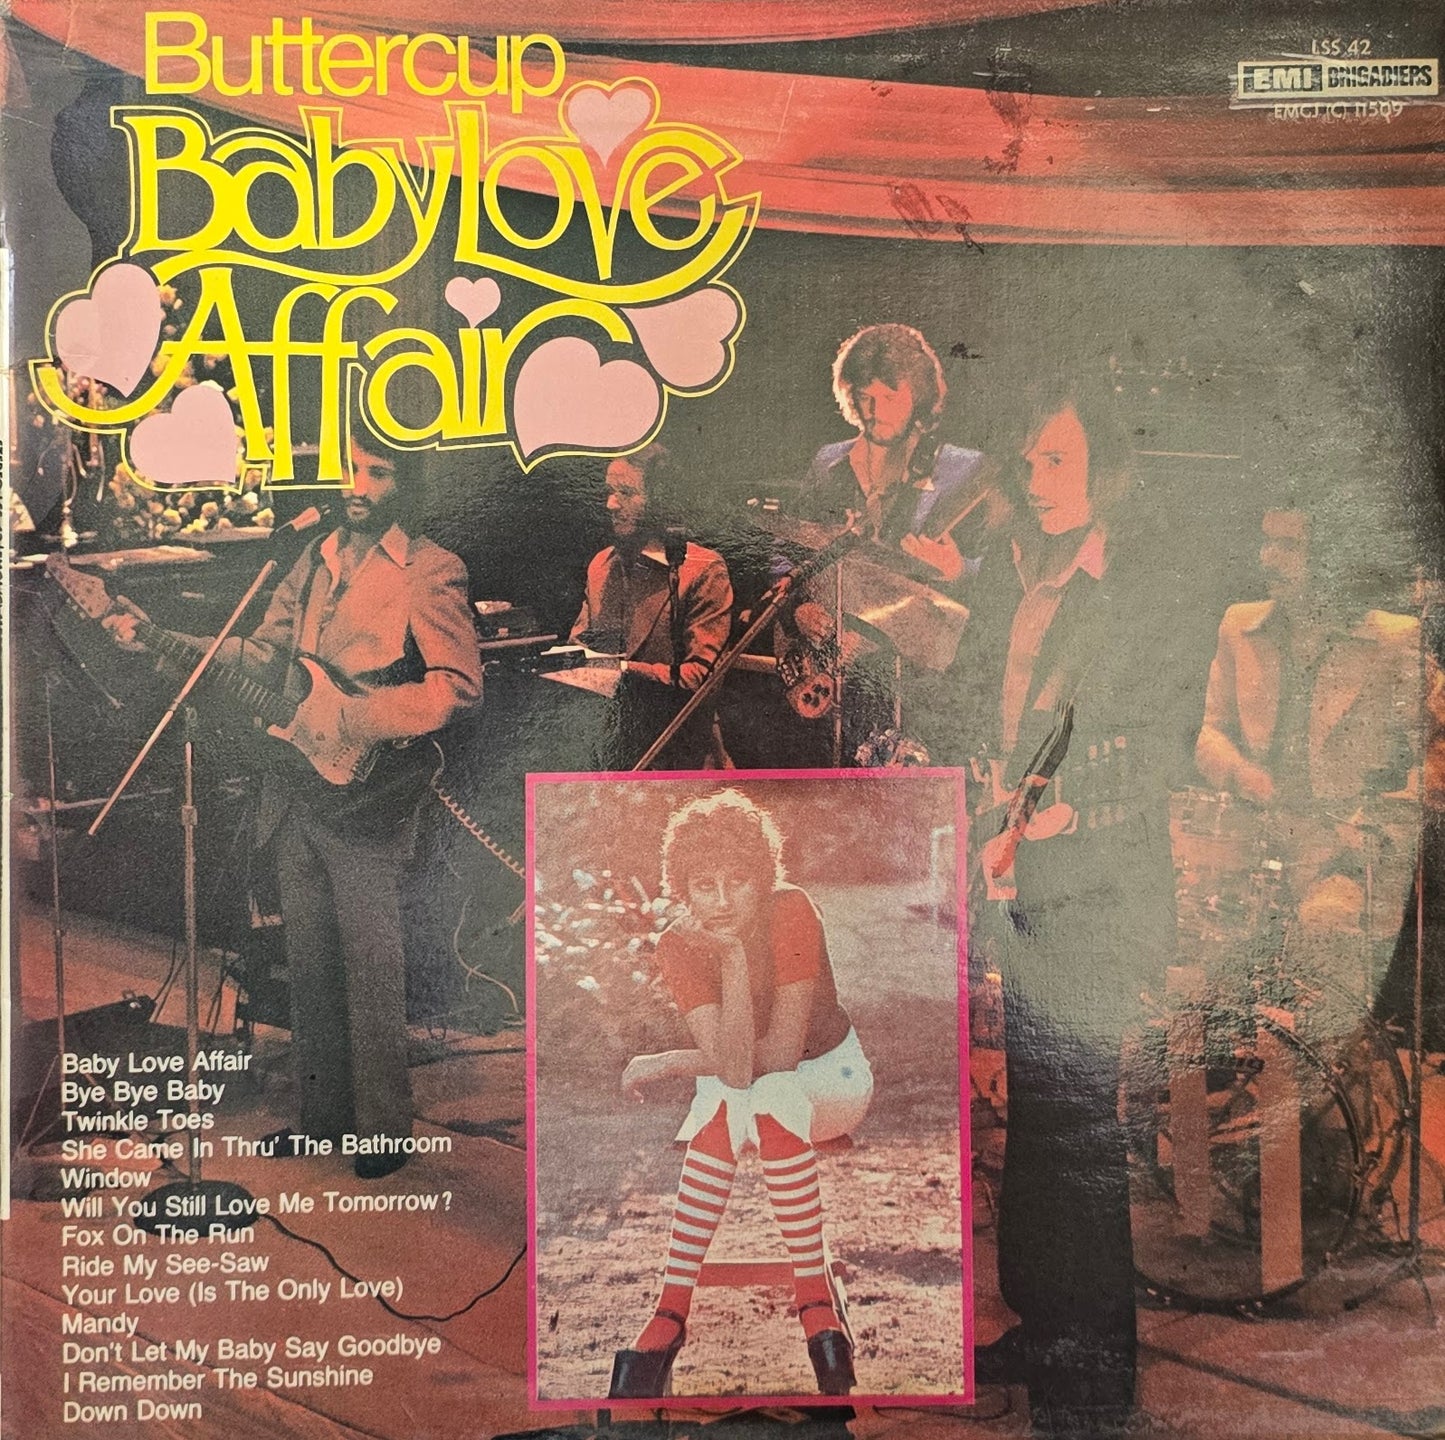 Buttercup
Baby Love
Affair
LSS 42
EMI BRIGADIERS
EMCJ (C) 11509
Baby Love Affair
Bye Bye Baby
Twinkle Toes
She Came In Thru' The Bathroom
Window
Will You Still Love Me Tomorrow?
Fox On The Run
Ride My See-Saw
Your Love (Is The Only Love)
Mandy
Don't Let My Baby Say Goodbye
I Remember The Sunshine
Down Down